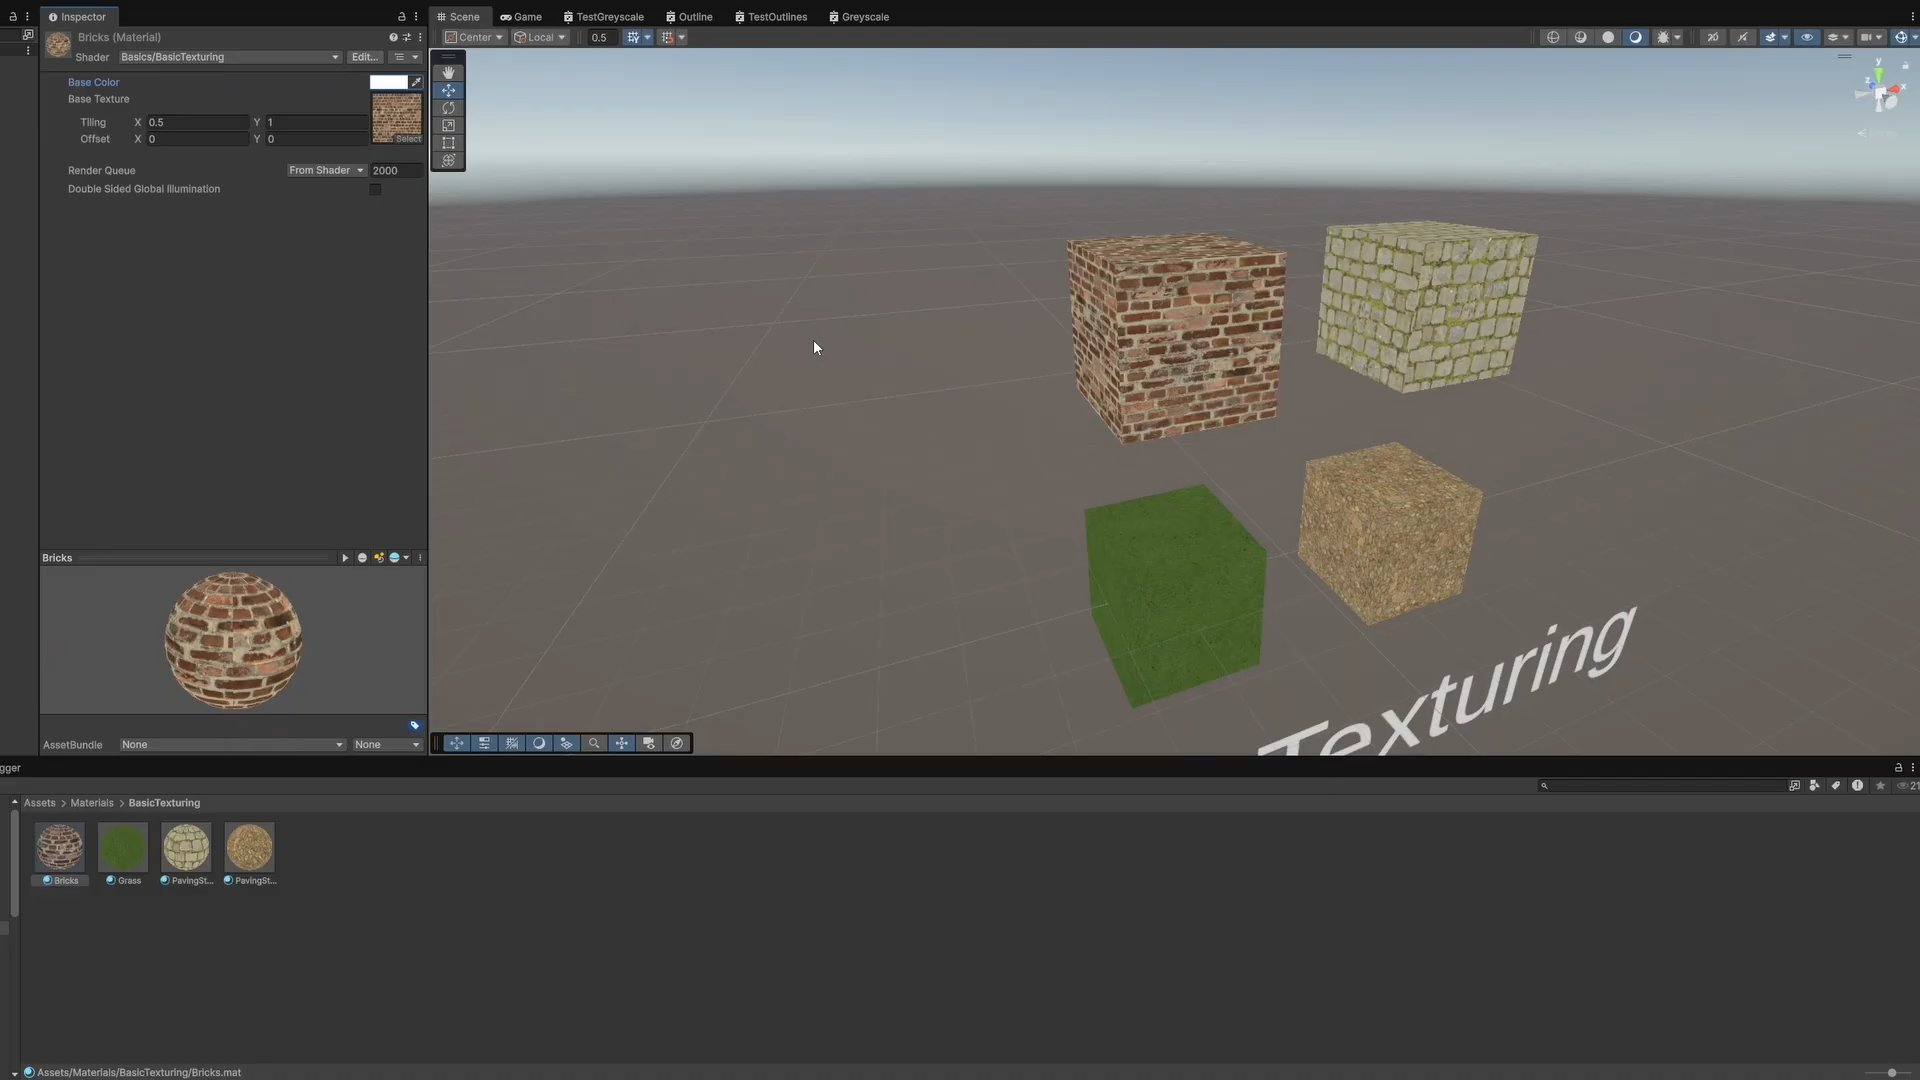 Inspector
Scene
Game
TestGreyscale
Outline
TestOutlines
Greyscale
Bricks (Material)
Shader Basics/BasicTexturing Edit...
Center Local 0.5
Base Color
Base Texture
Tiling X 0.5 Y 1
Offset X 0 Y 0
Select
Render Queue From Shader 2000
Double Sided Global Illumination
y
x
z
2D
Texturing
Bricks
AssetBundle None None
gger
21
Assets > Materials > BasicTexturing
Bricks Grass PavingSt... PavingSt...
Assets/Materials/BasicTexturing/Bricks.mat